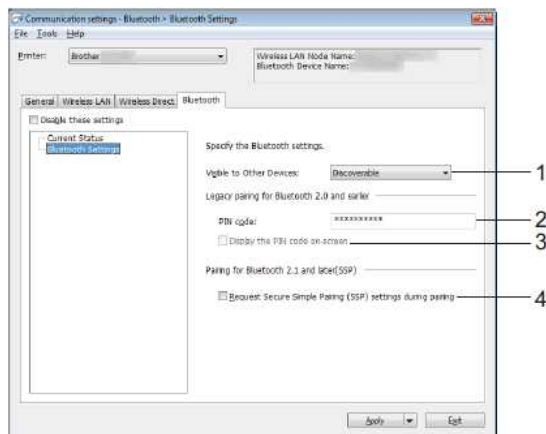 Communication settings - Bluetooth > Bluetooth Settings
File Tools Help
Printer: Brother
Wireless LAN Node Name:
Bluetooth Device Name:
General Wireless LAN Wireless Direct Bluetooth
Disable these settings
Current Status
Bluetooth Settings
Specify the Bluetooth settings.
Visible to Other Devices: Discoverable 1
Legacy pairing for Bluetooth 2.0 and earlier
PIN code: ********** 2
Display the PIN code on-screen 3
Pairing for Bluetooth 2.1 and later(SSP)
Request Secure Simple Pairing (SSP) settings during pairing 4
Apply Exit